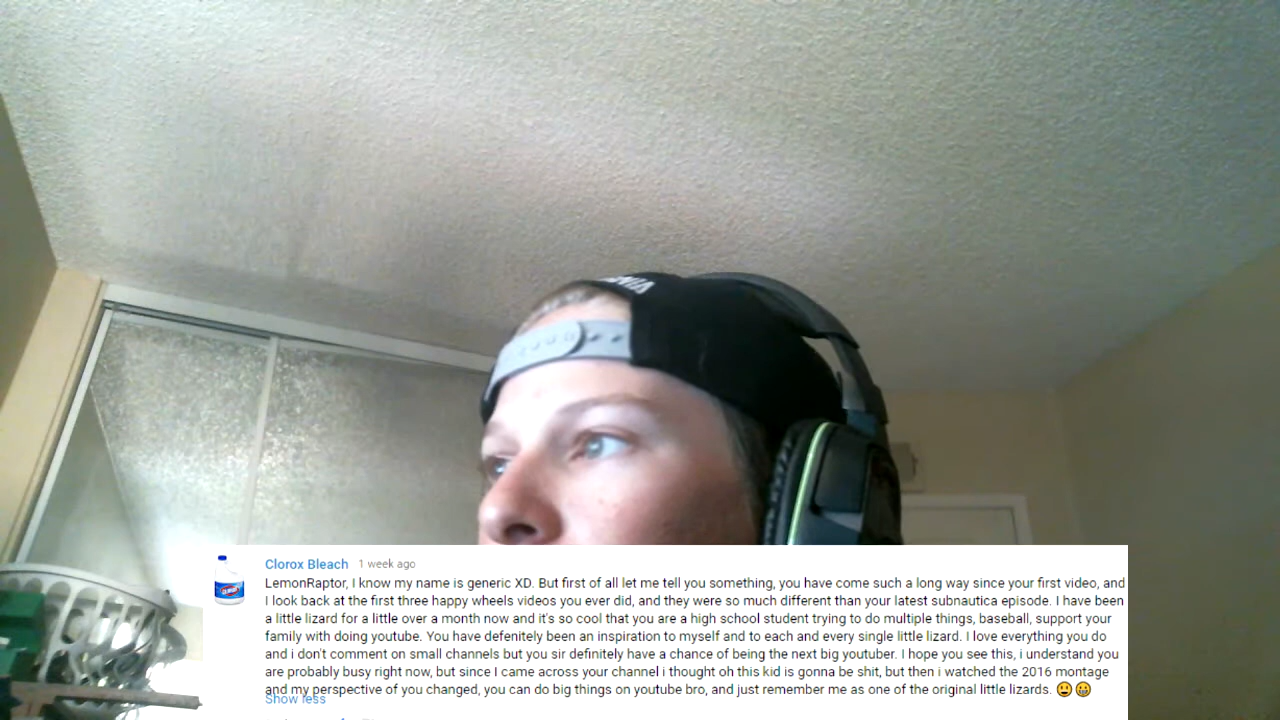 Clorox Bleach 1 week ago
LemonRaptor, I know my name is generic XD. But first of all let me tell you something, you have come such a long way since your first video, and
I look back at the first three happy wheels videos you ever did, and they were so much different than your latest subnautica episode. I have been
a little lizard for a little over a month now and it's so cool that you are a high school student trying to do multiple things, baseball, support your
family with doing youtube. You have defenitely been an inspiration to myself and to each and every single little lizard. I love everything you do
and i don't comment on small channels but you sir definitely have a chance of being the next big youtuber. I hope you see this, i understand you
are probably busy right now, but since I came across your channel i thought oh this kid is gonna be shit, but then i watched the 2016 montage
and my perspective of you changed, you can do big things on youtube bro, and just remember me as one of the original little lizards. 😀😀
Show less